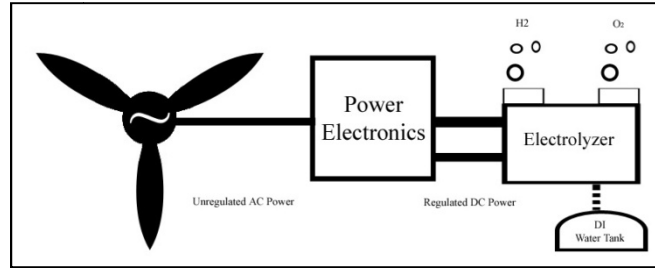 H2
O₂
Power
Electronics
Electrolyzer
Unregulated AC Power
Regulated DC Power
DI
Water Tank